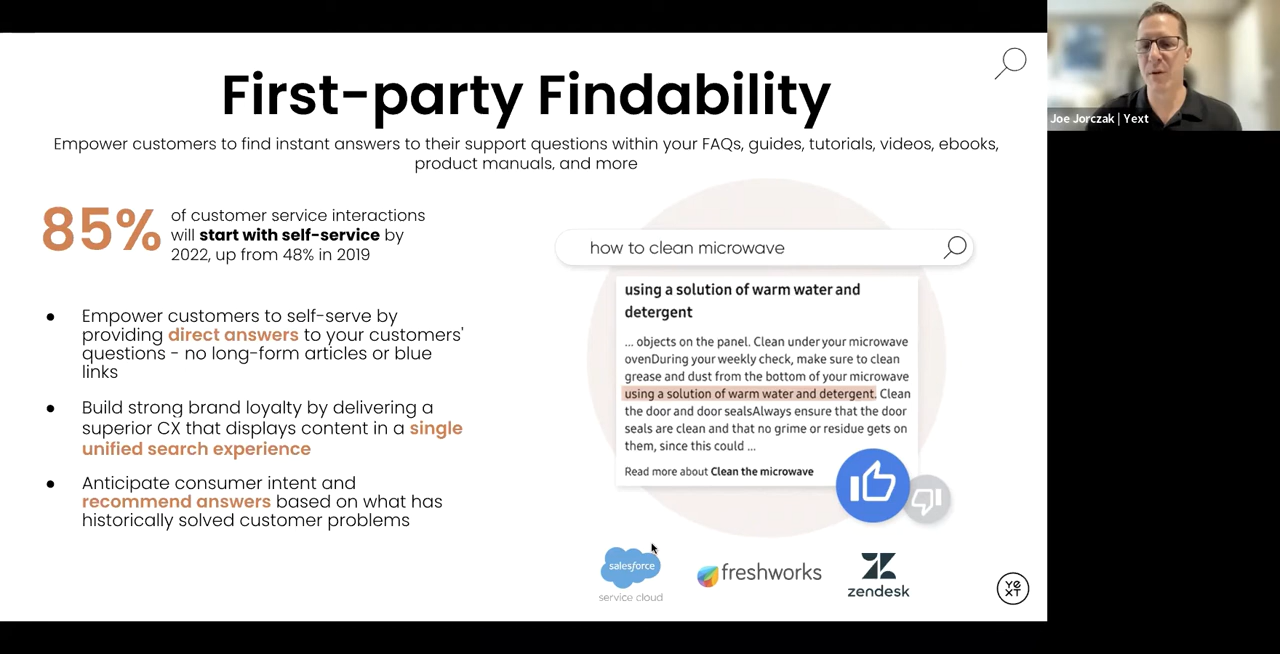 First-party Findability
Empower customers to find instant answers to their support questions within your FAQs, guides, tutorials, videos, ebooks,
product manuals, and more
85%
of customer service interactions
will start with self-service by
2022, up from 48% in 2019
● Empower customers to self-serve by
providing direct answers to your customers'
questions - no long-form articles or blue
links
● Build strong brand loyalty by delivering a
superior CX that displays content in a single
unified search experience
● Anticipate consumer intent and
recommend answers based on what has
historically solved customer problems
how to clean microwave
using a solution of warm water and
detergent
... objects on the panel. Clean under your microwave
ovenDuring your weekly check, make sure to clean
grease and dust from the bottom of your microwave
using a solution of warm water and detergent. Clean
the door and door sealsAlways ensure that the door
seals are clean and that no grime or residue gets on
them, since this could ...
Read more about Clean the microwave
salesforce
service cloud
freshworks
zendesk
YEXT
Joe Jorczak | Yext